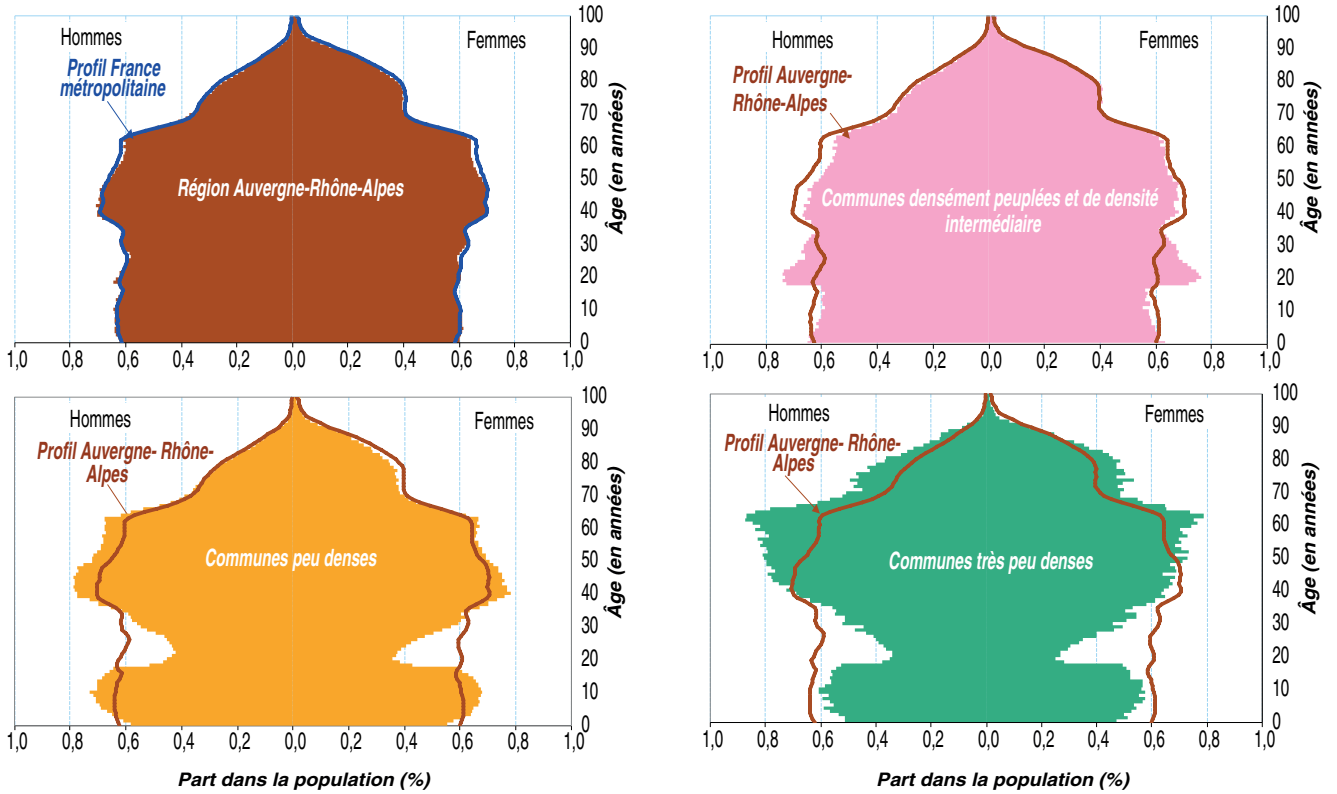 Hommes
Femmes
Profil France
métropolitaine
Région Auvergne-Rhône-Alpes
100
90
80
70
60
50
40
30
20
10
0
Âge (en années)
1,0 0,8 0,6 0,4 0,2 0,0 0,2 0,4 0,6 0,8 1,0
Hommes
Femmes
Profil Auvergne-
Rhône-Alpes
Communes densément peuplées et de densité
intermédiaire
100
90
80
70
60
50
40
30
20
10
0
Âge (en années)
1,0 0,8 0,6 0,4 0,2 0,0 0,2 0,4 0,6 0,8 1,0
Hommes
Femmes
Profil Auvergne- Rhône-
Alpes
Communes peu denses
100
90
80
70
60
50
40
30
20
10
0
Âge (en années)
1,0 0,8 0,6 0,4 0,2 0,0 0,2 0,4 0,6 0,8 1,0
Part dans la population (%)
Hommes
Femmes
Profil Auvergne- Rhône-
Alpes
Communes très peu denses
100
90
80
70
60
50
40
30
20
10
0
Âge (en années)
1,0 0,8 0,6 0,4 0,2 0,0 0,2 0,4 0,6 0,8 1,0
Part dans la population (%)